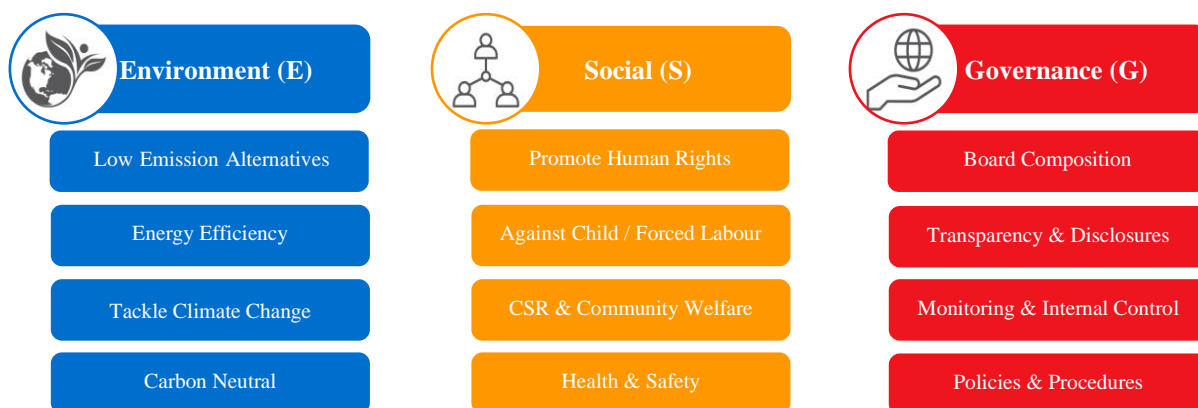 Environment (E)
Low Emission Alternatives
Energy Efficiency
Tackle Climate Change
Carbon Neutral
Social (S)
Promote Human Rights
Against Child / Forced Labour
CSR & Community Welfare
Health & Safety
Governance (G)
Board Composition
Transparency & Disclosures
Monitoring & Internal Control
Policies & Procedures